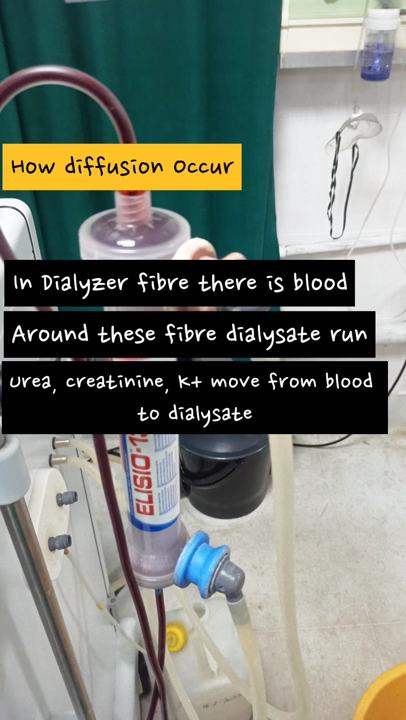 How diffusion Occur
In Dialyzer fibre there is blood
Around these fibre dialysate run
Urea, creatinine, K+ move from blood
to dialysate
ELISIO-1